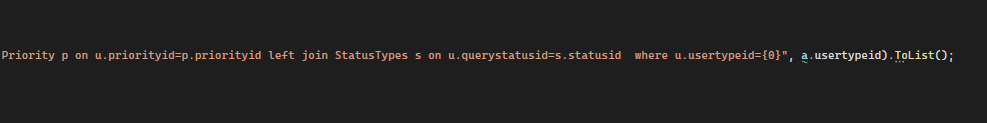 Priority p on u.priorityid=p.priorityid left join StatusTypes s on u.querystatusid=s.statusid  where u.usertypeid={0}", a.usertypeid).ToList();